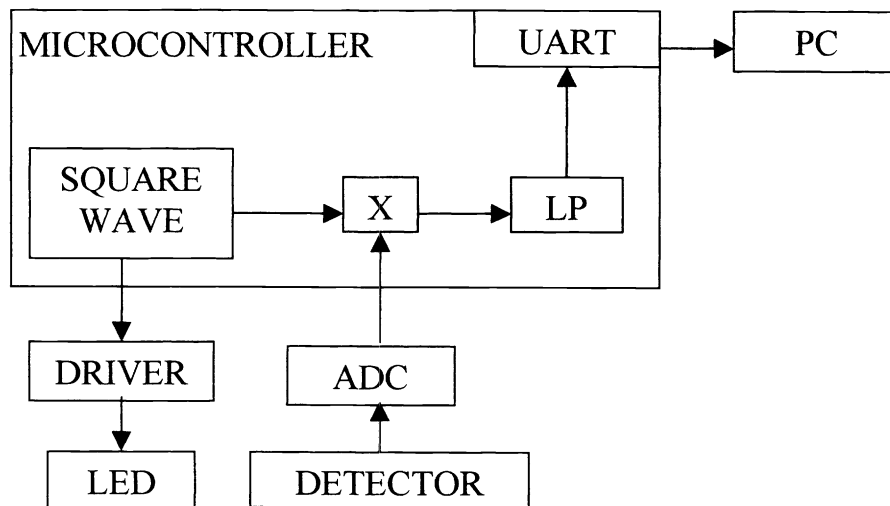 MICROCONTROLLER
UART
PC
SQUARE
WAVE
X
LP
DRIVER
ADC
LED
DETECTOR